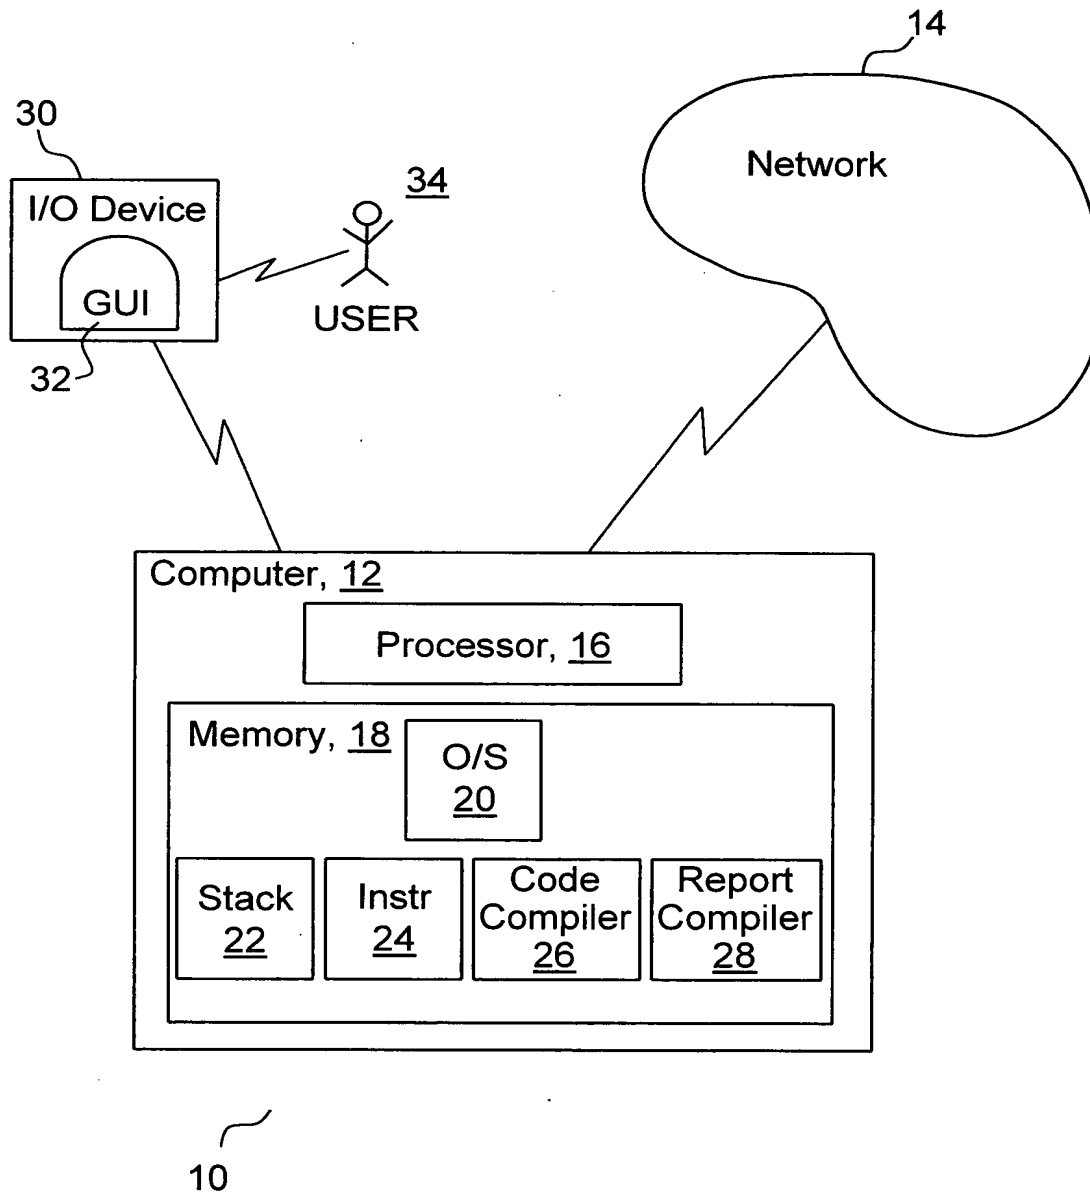 14
30
I/O Device
34
Network
GUI
USER
32
Computer, 12
Processor, 16
Memory, 18
O/S
20
Stack
22
Instr
24
Code
Compiler
26
Report
Compiler
28
10